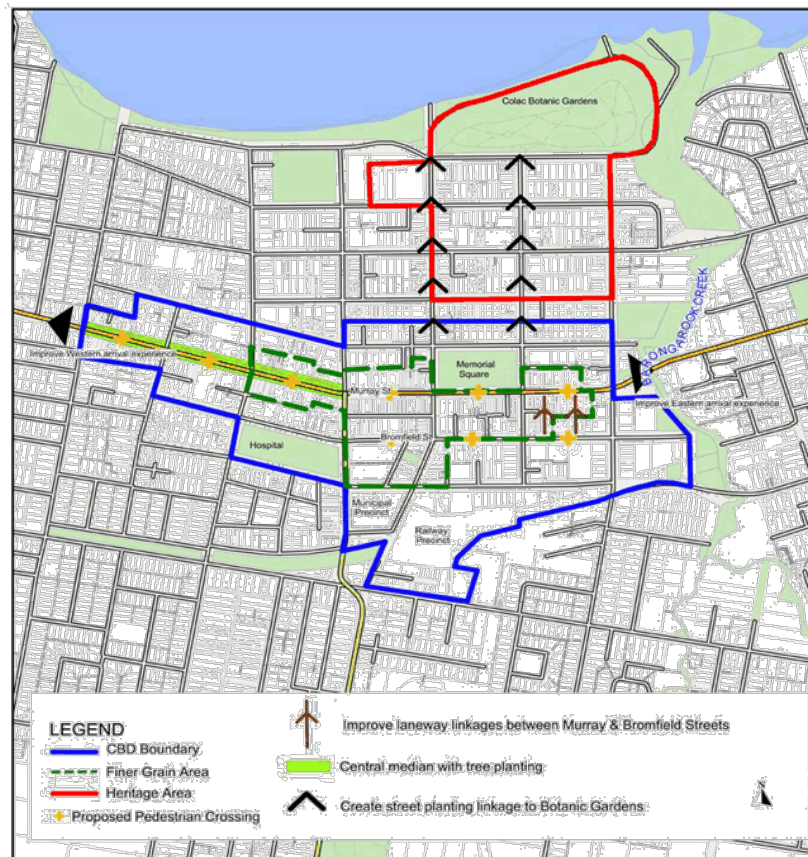 Colac Botanic Gardens
BARONGAROOK CREEK
Improve Western arrival experience
Memorial
Square
Murray St
Improve Eastern arrival experience
Bromfield St
Hospital
Municipal
Precinct
Railway
Precinct
LEGEND
CBD Boundary
Finer Grain Area
Heritage Area
Proposed Pedestrian Crossing
Improve laneway linkages between Murray & Bromfield Streets
Central median with tree planting
Create street planting linkage to Botanic Gardens
N